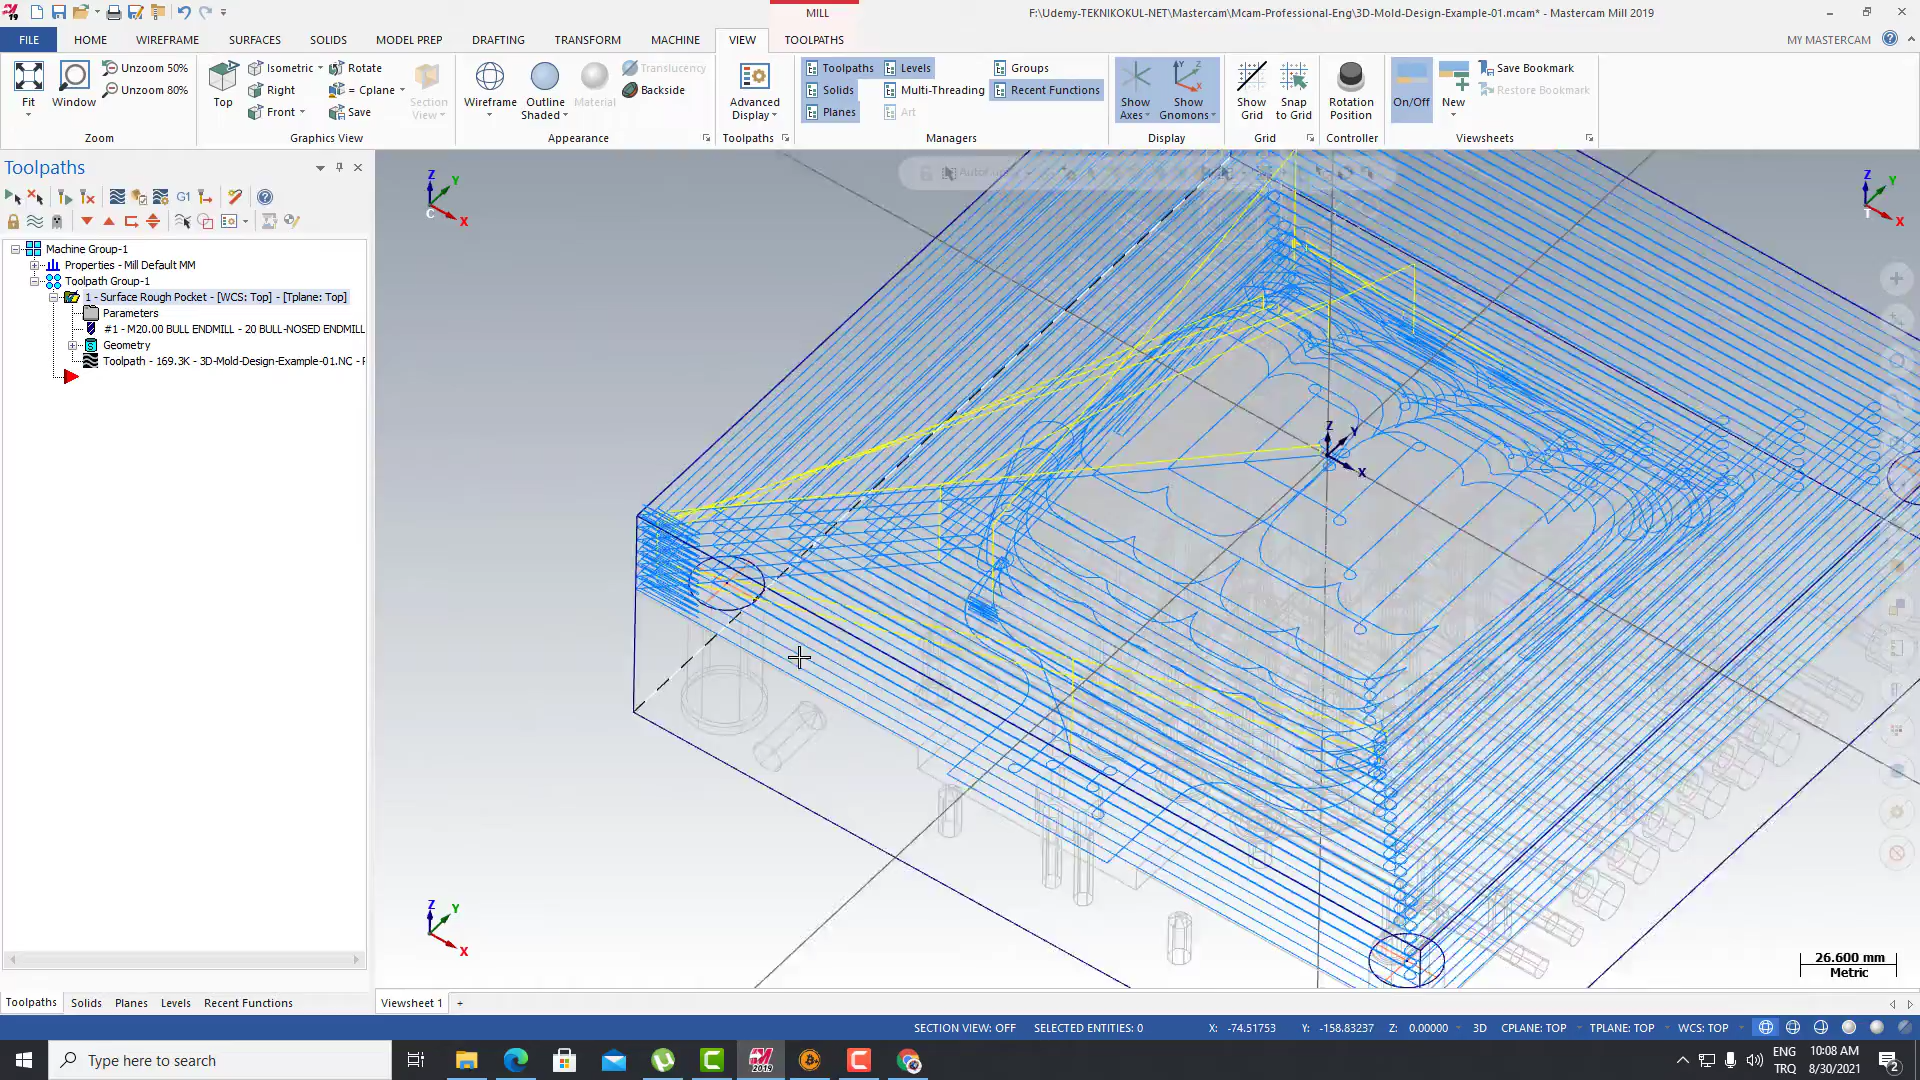 MILL
F:\Udemy-TEKNIKOKUL-NET\Mastercam\Mcam-Professional-Eng\3D-Mold-Design-Example-01.mcam* - Mastercam Mill 2019
FILE HOME WIREFRAME SURFACES SOLIDS MODEL PREP DRAFTING TRANSFORM MACHINE VIEW TOOLPATHS MY MASTERCAM
Unzoom 50% Isometric Rotate Translucency Toolpaths Levels Groups Save Bookmark
Unzoom 80% Right = Cplane Backside Solids Multi-Threading Recent Functions Restore Bookmark
Fit Window Top Front Save Section View Wireframe Outline Shaded Material Advanced Display Planes Art Show Axes Show Gnomons Show Grid Snap to Grid Rotation Position On/Off New
Zoom Graphics View Appearance Toolpaths Managers Display Grid Controller Viewsheets
Toolpaths
G1
Machine Group-1
Properties - Mill Default MM
Toolpath Group-1
1 - Surface Rough Pocket - [WCS: Top] - [Tplane: Top]
Parameters
#1 - M20.00 BULL ENDMILL - 20 BULL-NOSED ENDMILL
Geometry
Toolpath - 169.3K - 3D-Mold-Design-Example-01.NC -
Z Y C X
Z Y T X
Z Y X
Z Y X
26.600 mm
Metric
Toolpaths Solids Planes Levels Recent Functions
Viewsheet 1 +
SECTION VIEW: OFF SELECTED ENTITIES: 0 X: -74.51753 Y: -158.83237 Z: 0.00000 3D CPLANE: TOP TPLANE: TOP WCS: TOP
Type here to search
2019
ENG 10:08 AM
TRQ 8/30/2021
2